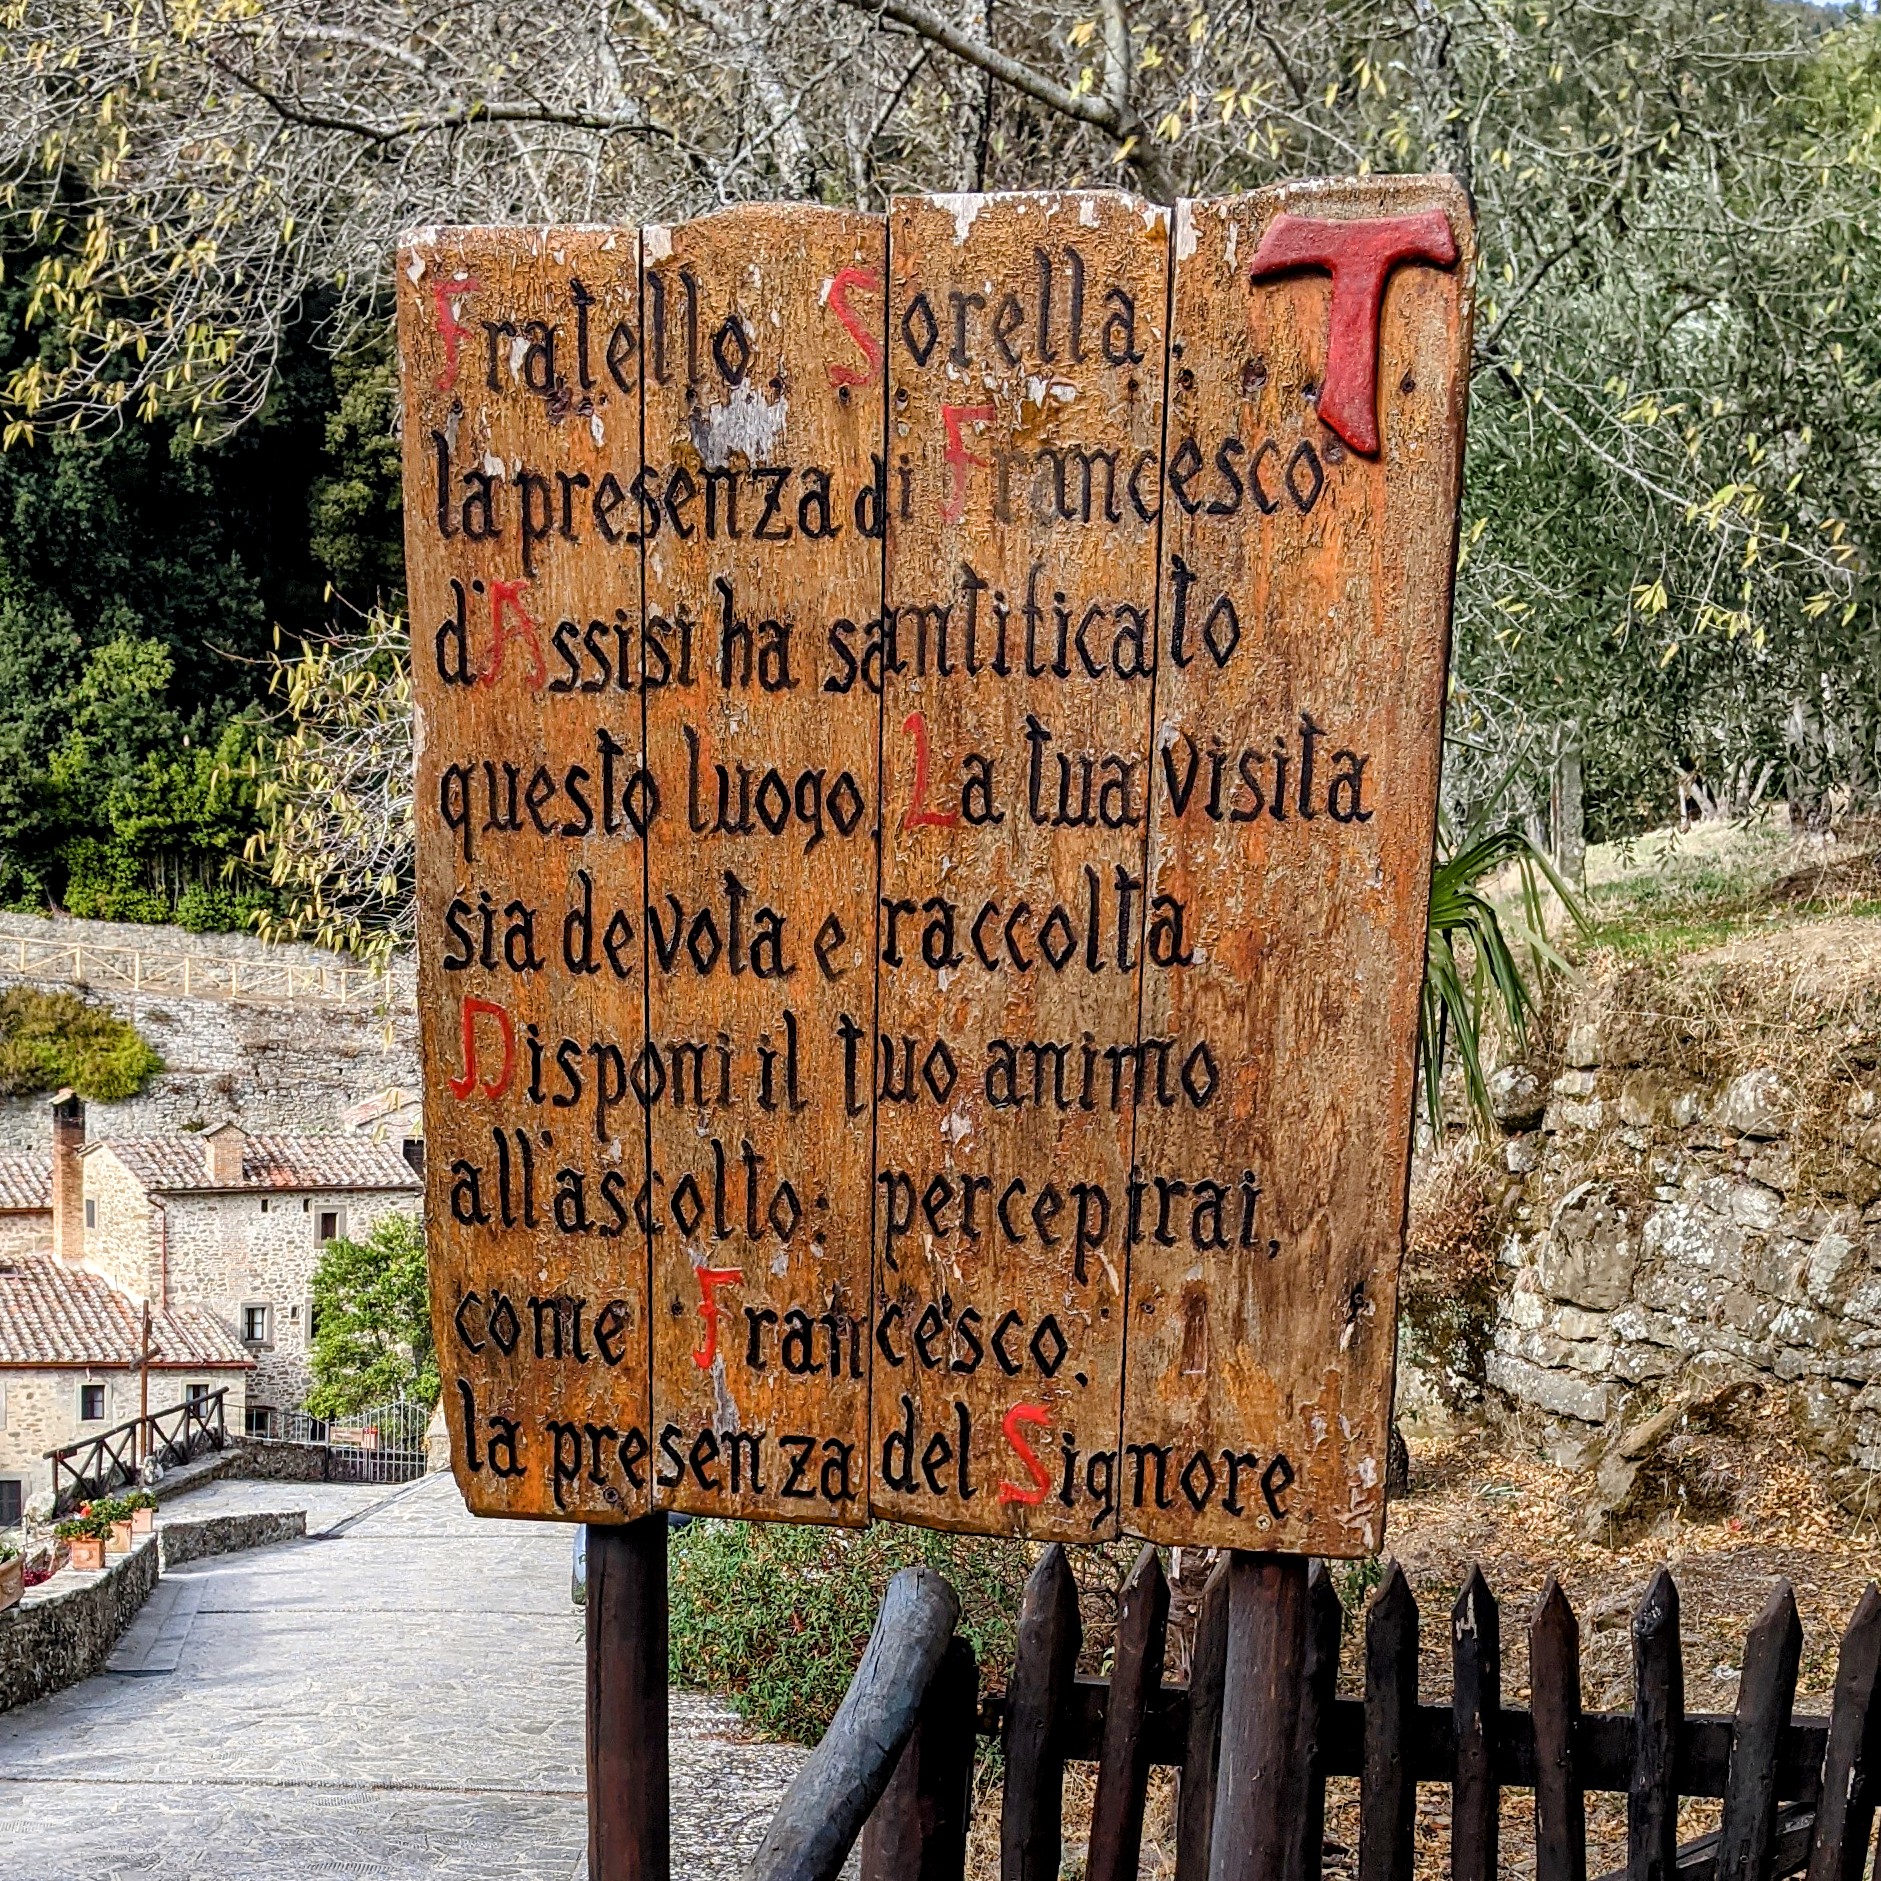 Fratello, Sorella:
la presenza di Francesco
d'Assisi ha santificato
questo luogo. La tua visita
sia devota e raccolta
Disponi il tuo animo
all'ascolto: percepirai,
come Francesco,
la presenza del Signore